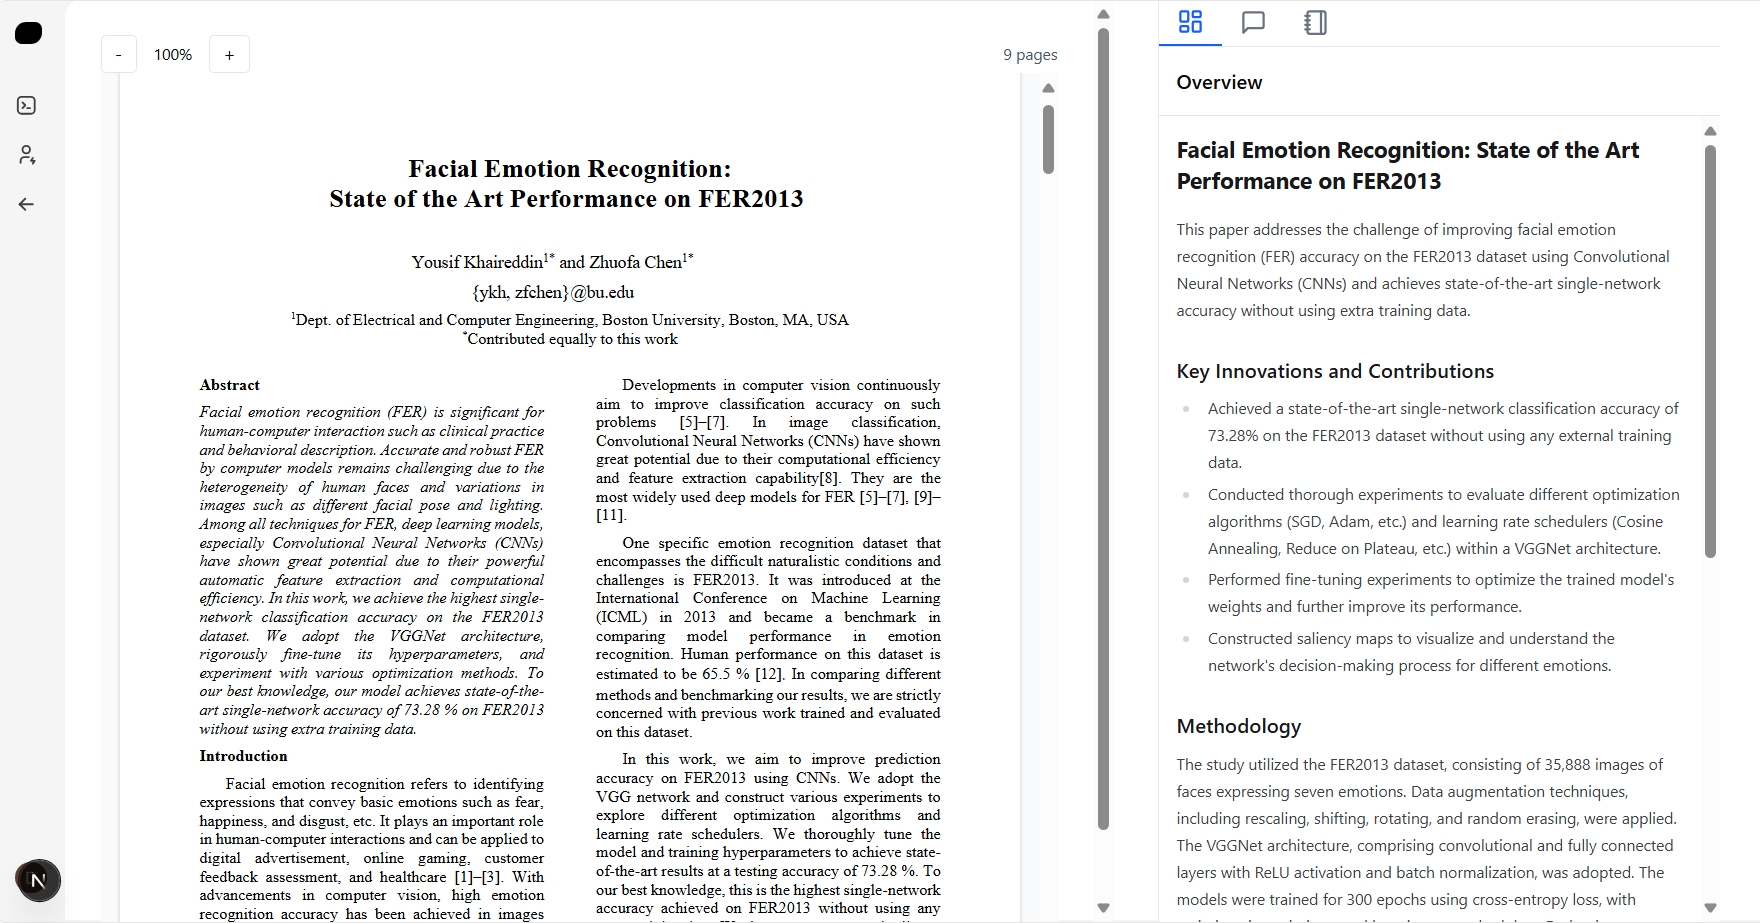 - 100% +
9 pages
Facial Emotion Recognition:
State of the Art Performance on FER2013
Yousif Khaireddin1* and Zhuofa Chen1*
{ykh, zfchen}@bu.edu
1Dept. of Electrical and Computer Engineering, Boston University, Boston, MA, USA
*Contributed equally to this work
Abstract
Facial emotion recognition (FER) is significant for
human-computer interaction such as clinical practice
and behavioral description. Accurate and robust FER
by computer models remains challenging due to the
heterogeneity of human faces and variations in
images such as different facial pose and lighting.
Among all techniques for FER, deep learning models,
especially Convolutional Neural Networks (CNNs)
have shown great potential due to their powerful
automatic feature extraction and computational
efficiency. In this work, we achieve the highest single-
network classification accuracy on the FER2013
dataset. We adopt the VGGNet architecture,
rigorously fine-tune its hyperparameters, and
experiment with various optimization methods. To
our best knowledge, our model achieves state-of-the-
art single-network accuracy of 73.28 % on FER2013
without using extra training data.
Introduction
Facial emotion recognition refers to identifying
expressions that convey basic emotions such as fear,
happiness, and disgust, etc. It plays an important role
in human-computer interactions and can be applied to
digital advertisement, online gaming, customer
feedback assessment, and healthcare [1]–[3]. With
advancements in computer vision, high emotion
recognition accuracy has been achieved in images
Developments in computer vision continuously
aim to improve classification accuracy on such
problems [5]–[7]. In image classification,
Convolutional Neural Networks (CNNs) have shown
great potential due to their computational efficiency
and feature extraction capability[8]. They are the
most widely used deep models for FER [5]–[7], [9]–
[11].
One specific emotion recognition dataset that
encompasses the difficult naturalistic conditions and
challenges is FER2013. It was introduced at the
International Conference on Machine Learning
(ICML) in 2013 and became a benchmark in
comparing model performance in emotion
recognition. Human performance on this dataset is
estimated to be 65.5 % [12]. In comparing different
methods and benchmarking our results, we are strictly
concerned with previous work trained and evaluated
on this dataset.
In this work, we aim to improve prediction
accuracy on FER2013 using CNNs. We adopt the
VGG network and construct various experiments to
explore different optimization algorithms and
learning rate schedulers. We thoroughly tune the
model and training hyperparameters to achieve state-
of-the-art results at a testing accuracy of 73.28 %. To
our best knowledge, this is the highest single-network
accuracy achieved on FER2013 without using any
N
Overview
Facial Emotion Recognition: State of the Art
Performance on FER2013
This paper addresses the challenge of improving facial emotion
recognition (FER) accuracy on the FER2013 dataset using Convolutional
Neural Networks (CNNs) and achieves state-of-the-art single-network
accuracy without using extra training data.
Key Innovations and Contributions
Achieved a state-of-the-art single-network classification accuracy of
73.28% on the FER2013 dataset without using any external training
data.
Conducted thorough experiments to evaluate different optimization
algorithms (SGD, Adam, etc.) and learning rate schedulers (Cosine
Annealing, Reduce on Plateau, etc.) within a VGGNet architecture.
Performed fine-tuning experiments to optimize the trained model's
weights and further improve its performance.
Constructed saliency maps to visualize and understand the
network's decision-making process for different emotions.
Methodology
The study utilized the FER2013 dataset, consisting of 35,888 images of
faces expressing seven emotions. Data augmentation techniques,
including rescaling, shifting, rotating, and random erasing, were applied.
The VGGNet architecture, comprising convolutional and fully connected
layers with ReLU activation and batch normalization, was adopted. The
models were trained for 300 epochs using cross-entropy loss, with